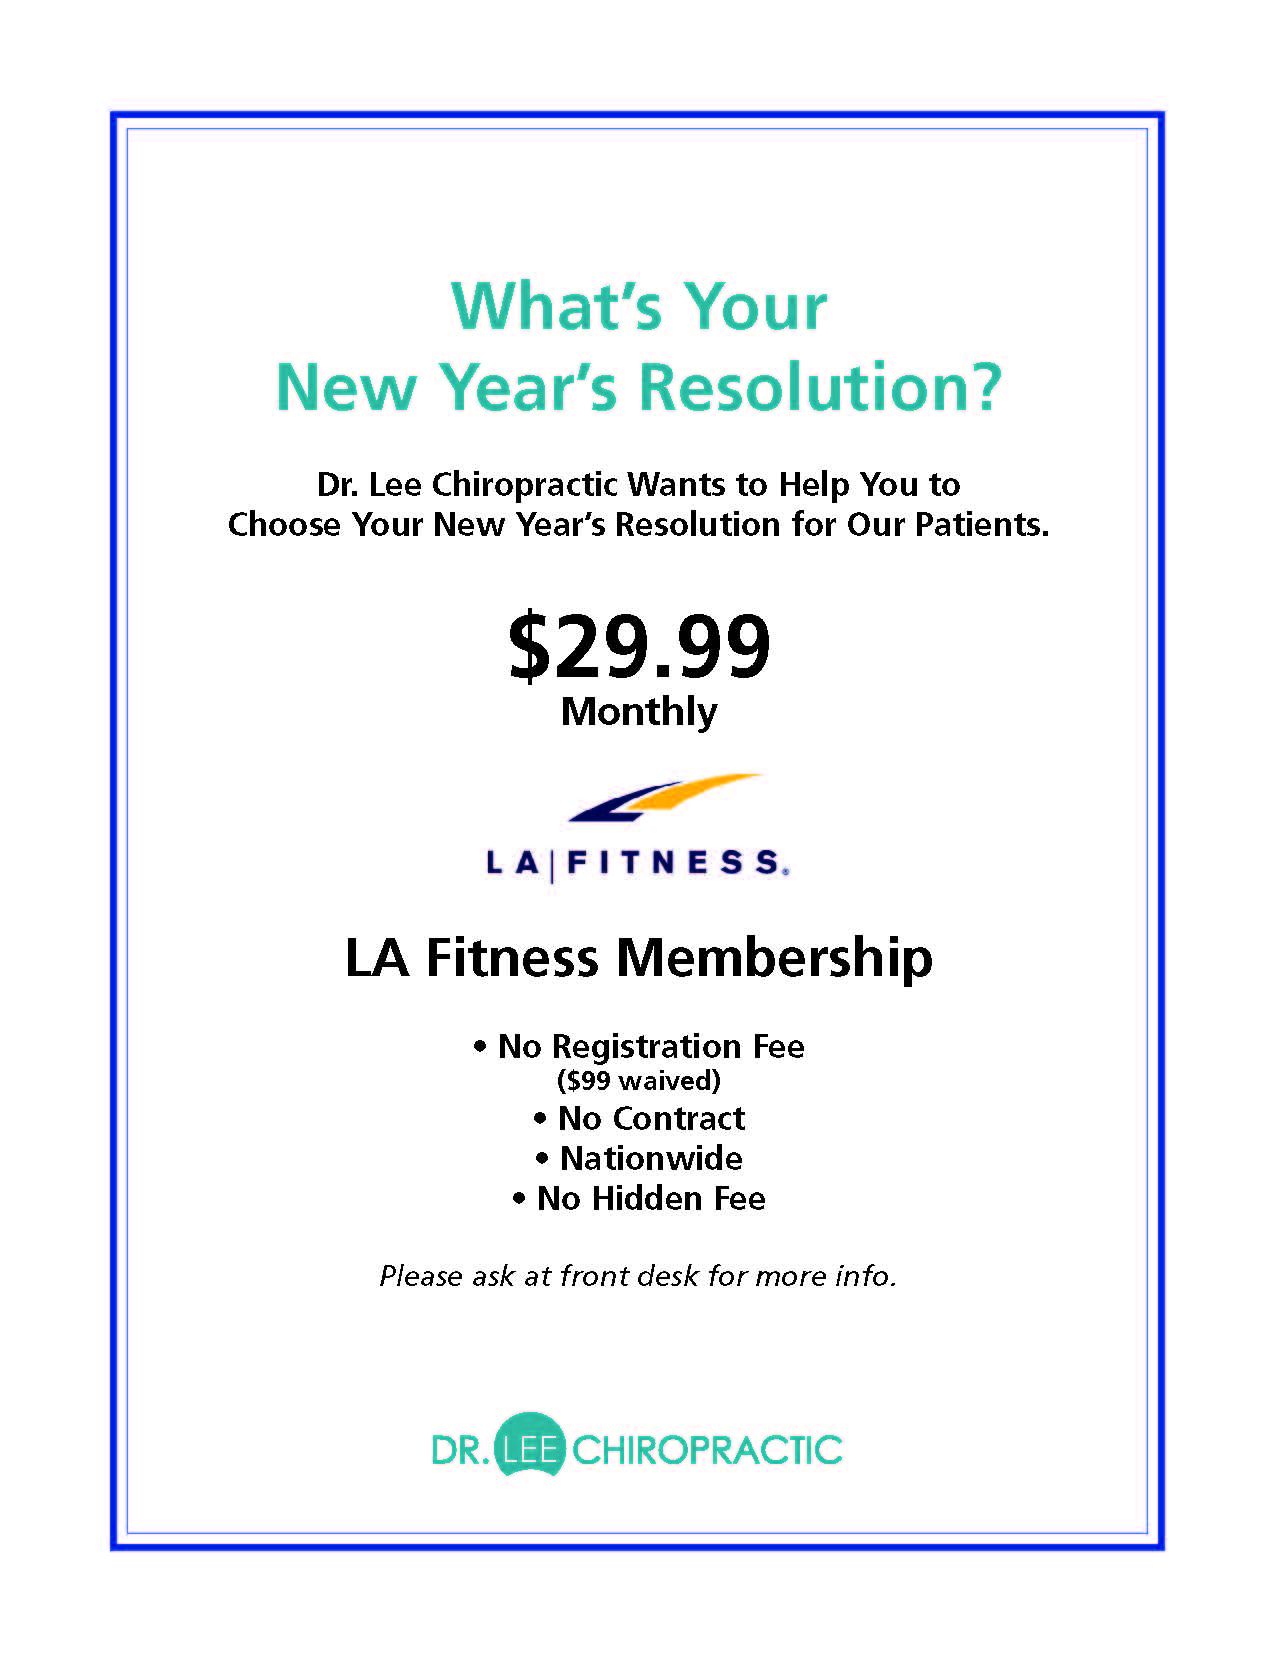 What’s Your
New Year’s Resolution?
Dr. Lee Chiropractic Wants to Help You to
Choose Your New Year’s Resolution for Our Patients.
$29.99
Monthly
LA|FITNESS.®
LA Fitness Membership
• No Registration Fee
($99 waived)
• No Contract
• Nationwide
• No Hidden Fee
Please ask at front desk for more info.
DR. LEE CHIROPRACTIC